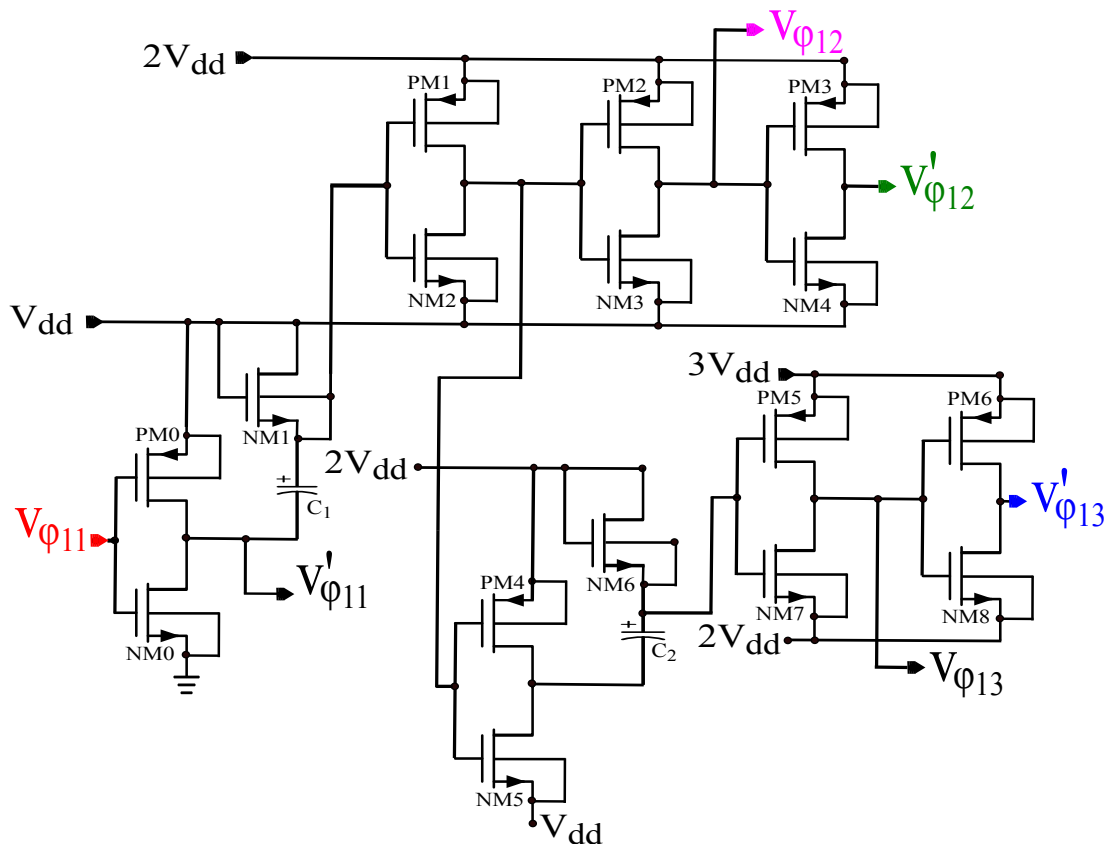 Vφ12
2Vdd
PM1
PM2
PM3
V'φ12
NM2
NM3
NM4
Vdd
3Vdd
PM5
PM6
PM0
NM1
2Vdd
+
C1
Vφ11
V'φ13
V'φ11
PM4
NM6
NM7
NM8
+
C2
2Vdd
NM0
Vφ13
NM5
Vdd